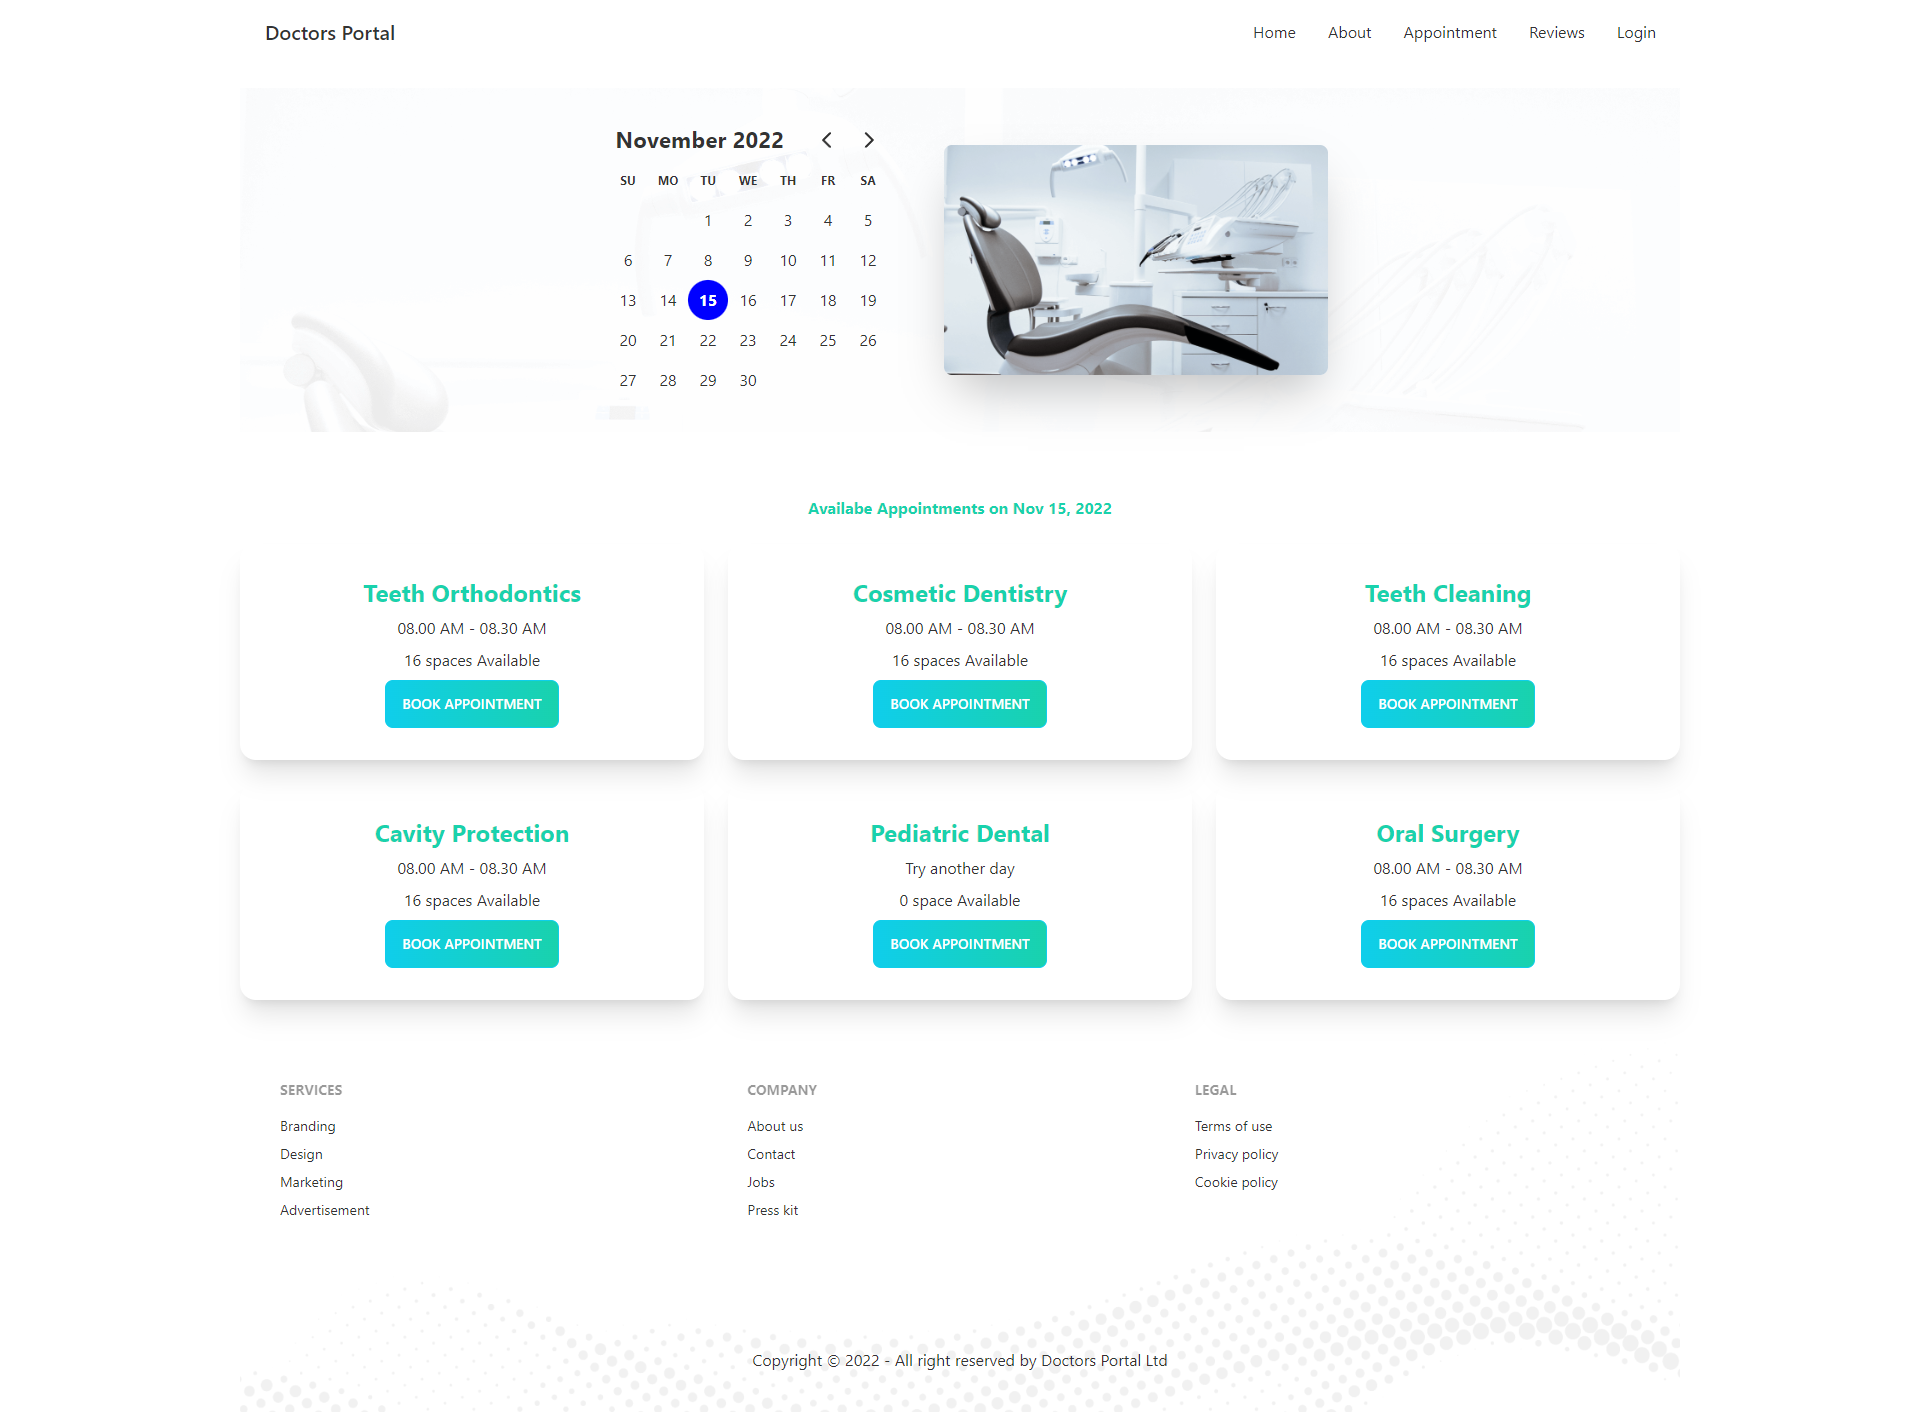 Doctors Portal
Home About Appointment Reviews Login
November 2022
SU MO TU WE TH FR SA
1 2 3 4 5
6 7 8 9 10 11 12
13 14 15 16 17 18 19
20 21 22 23 24 25 26
27 28 29 30
Availabe Appointments on Nov 15, 2022
Teeth Orthodontics
08.00 AM - 08.30 AM
16 spaces Available
BOOK APPOINTMENT
Cosmetic Dentistry
08.00 AM - 08.30 AM
16 spaces Available
BOOK APPOINTMENT
Teeth Cleaning
08.00 AM - 08.30 AM
16 spaces Available
BOOK APPOINTMENT
Cavity Protection
08.00 AM - 08.30 AM
16 spaces Available
BOOK APPOINTMENT
Pediatric Dental
Try another day
0 space Available
BOOK APPOINTMENT
Oral Surgery
08.00 AM - 08.30 AM
16 spaces Available
BOOK APPOINTMENT
SERVICES
Branding
Design
Marketing
Advertisement
COMPANY
About us
Contact
Jobs
Press kit
LEGAL
Terms of use
Privacy policy
Cookie policy
Copyright © 2022 - All right reserved by Doctors Portal Ltd